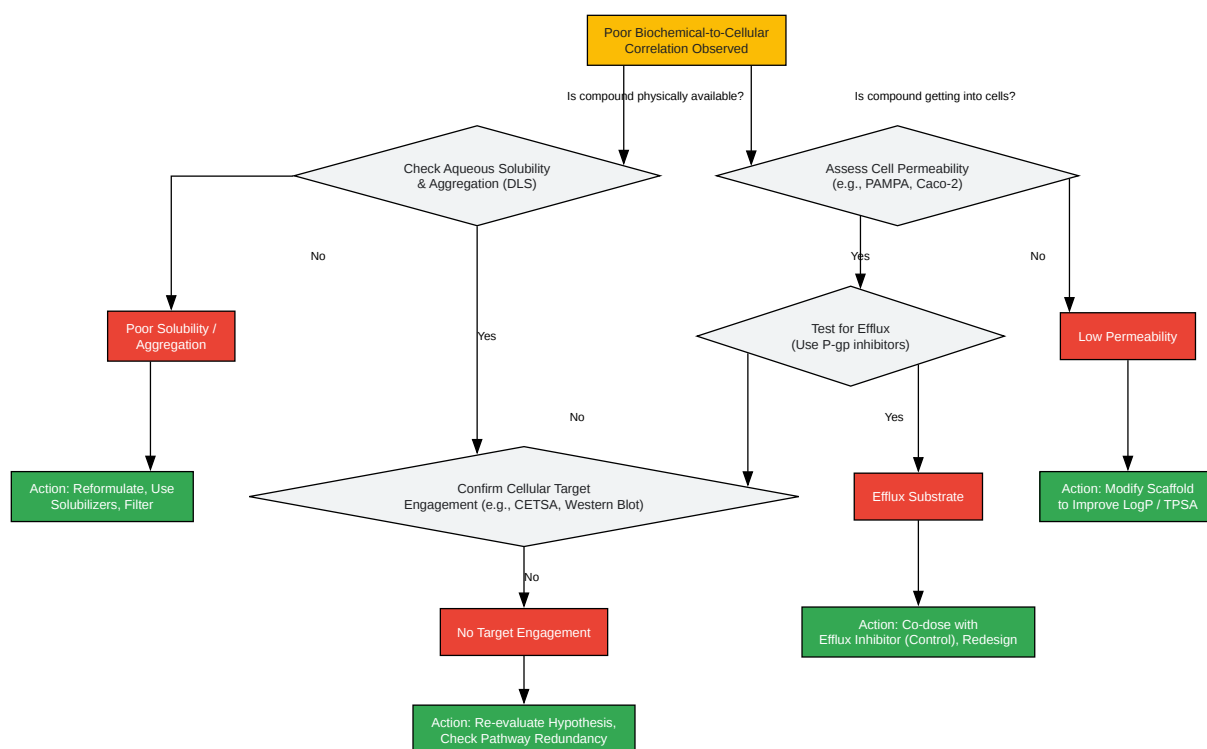 Poor Biochemical-to-Cellular
Correlation Observed
Is compound physically available?
Is compound getting into cells?
Check Aqueous Solubility
& Aggregation (DLS)
Assess Cell Permeability
(e.g., PAMPA, Caco-2)
No
Yes
No
Poor Solubility /
Aggregation
Yes
Test for Efflux
(Use P-gp inhibitors)
Low Permeability
No
Yes
Action: Reformulate, Use
Solubilizers, Filter
Confirm Cellular Target
Engagement (e.g., CETSA, Western Blot)
Efflux Substrate
Action: Modify Scaffold
to Improve LogP / TPSA
No
No Target Engagement
Action: Co-dose with
Efflux Inhibitor (Control), Redesign
Action: Re-evaluate Hypothesis,
Check Pathway Redundancy